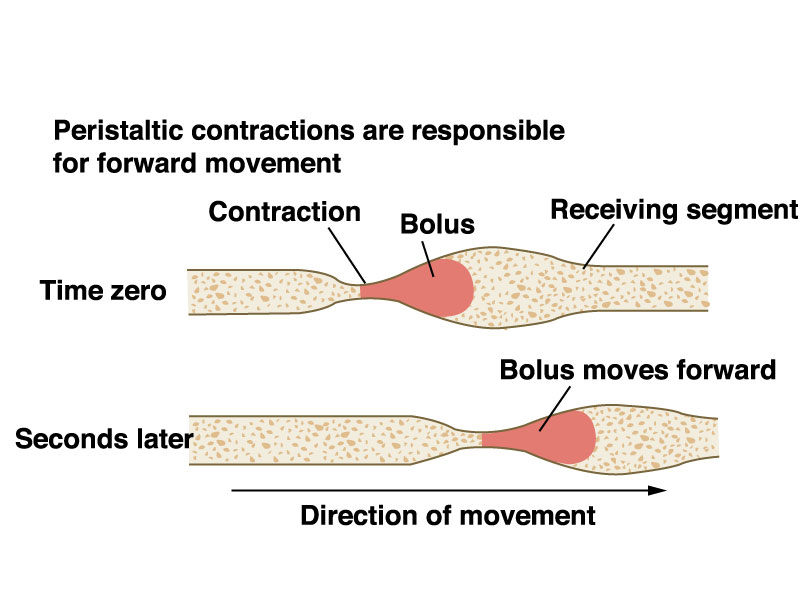 Peristaltic contractions are responsible
for forward movement
Contraction
Bolus
Receiving segment
Time zero
Bolus moves forward
Seconds later
Direction of movement